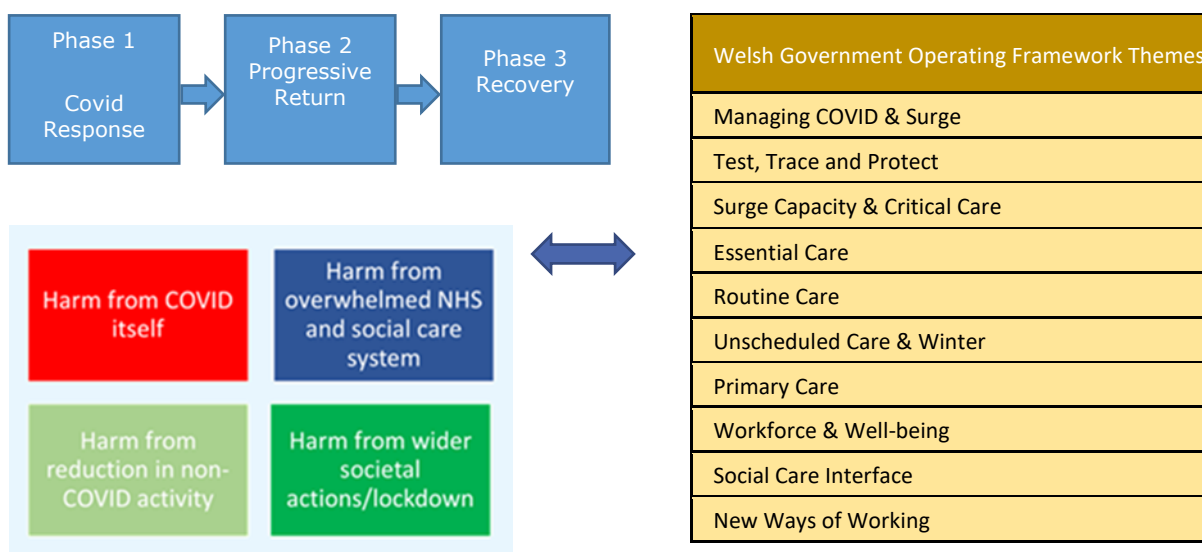 Phase 1
Covid
Response
Phase 2
Progressive
Return
Phase 3
Recovery
Harm from COVID
itself
Harm from
overwhelmed NHS
and social care
system
Harm from
reduction in non-
COVID activity
Harm from wider
societal
actions/lockdown
Welsh Government Operating Framework Themes
Managing COVID & Surge
Test, Trace and Protect
Surge Capacity & Critical Care
Essential Care
Routine Care
Unscheduled Care & Winter
Primary Care
Workforce & Well-being
Social Care Interface
New Ways of Working